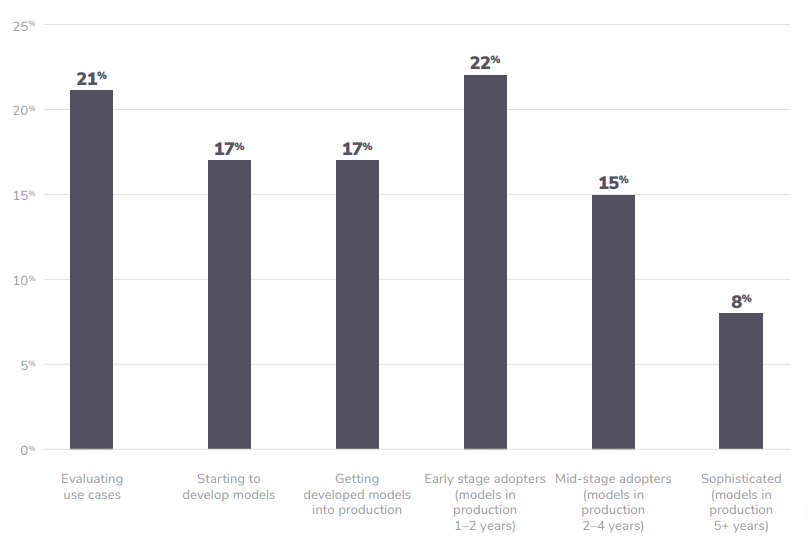 25%
20%
15%
10%
5%
0%
21%
17%
17%
22%
15%
8%
Evaluating
use cases
Starting to
develop models
Getting
developed models
into production
Early stage adopters
(models in
production
1–2 years)
Mid-stage adopters
(models in
production
2–4 years)
Sophisticated
(models in
production
5+ years)